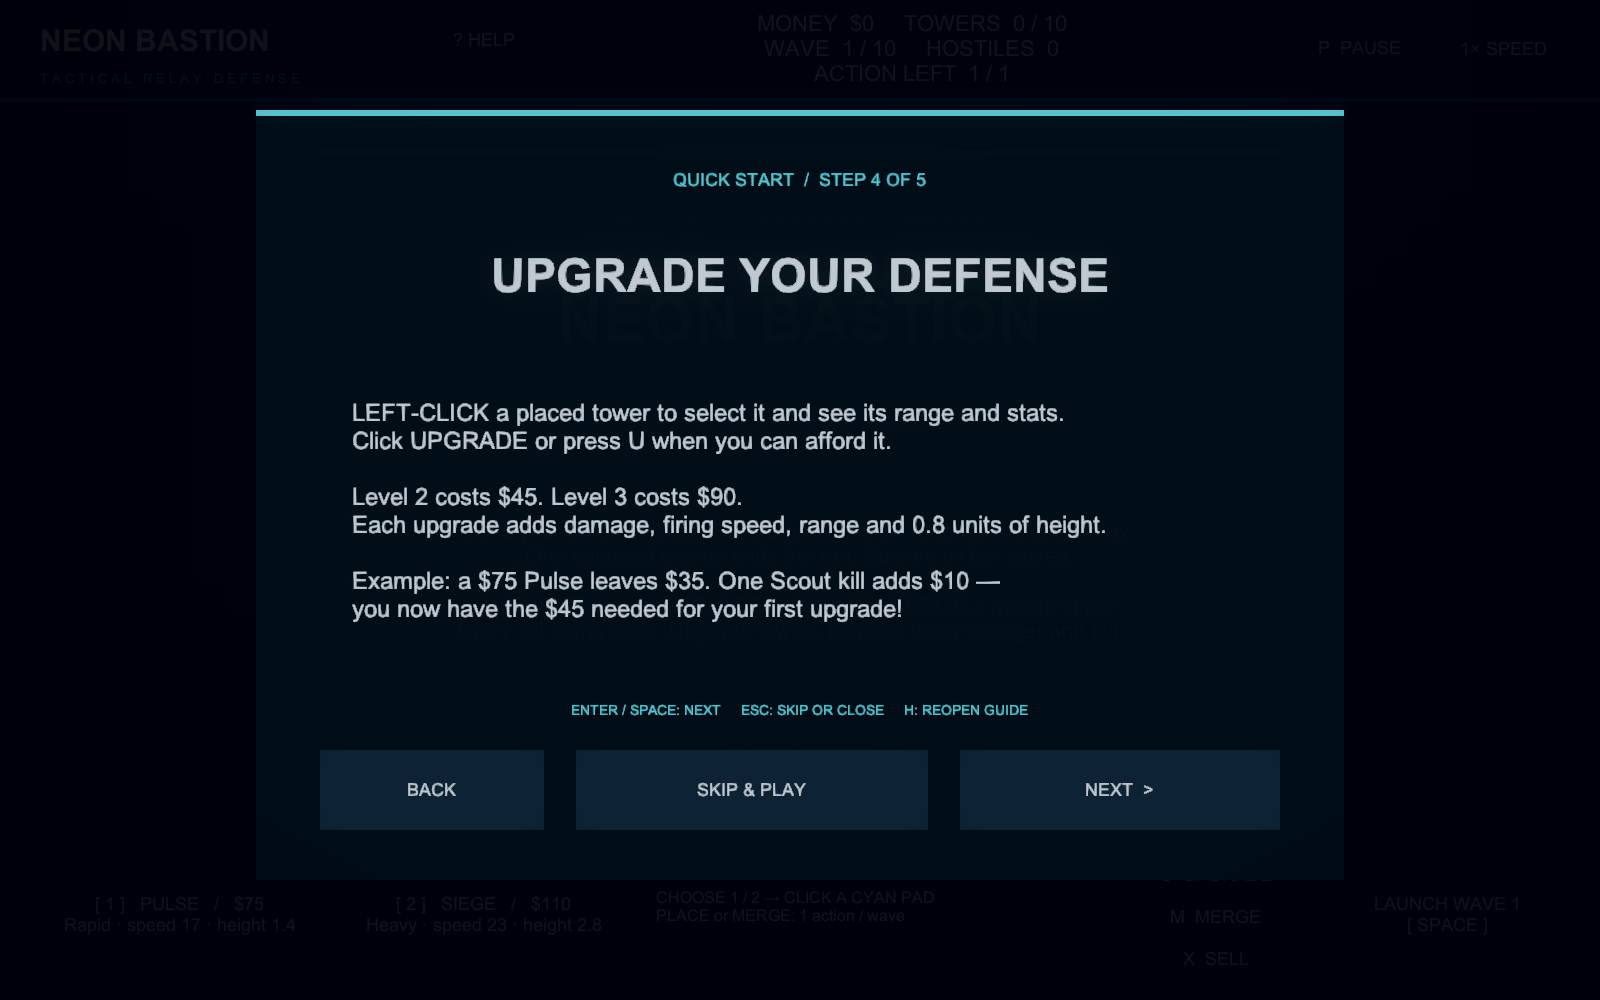 NEON BASTION
TACTICAL RELAY DEFENSE
? HELP
MONEY $0 TOWERS 0 / 10
WAVE 1 / 10 HOSTILES 0
ACTION LEFT 1 / 1
P PAUSE
1× SPEED
QUICK START / STEP 4 OF 5
UPGRADE YOUR DEFENSE
NEON BASTION
LEFT-CLICK a placed tower to select it and see its range and stats.
Click UPGRADE or press U when you can afford it.
Level 2 costs $45. Level 3 costs $90.
Each upgrade adds damage, firing speed, range and 0.8 units of height.
Example: a $75 Pulse leaves $35. One Scout kill adds $10 —
you now have the $45 needed for your first upgrade!
ENTER / SPACE: NEXT ESC: SKIP OR CLOSE H: REOPEN GUIDE
BACK
SKIP & PLAY
NEXT >
[ 1 ] PULSE / $75
Rapid · speed 17 · height 1.4
[ 2 ] SIEGE / $110
Heavy · speed 23 · height 2.8
CHOOSE 1 / 2 → CLICK A CYAN PAD
PLACE or MERGE: 1 action / wave
M MERGE
X SELL
LAUNCH WAVE 1
[ SPACE ]